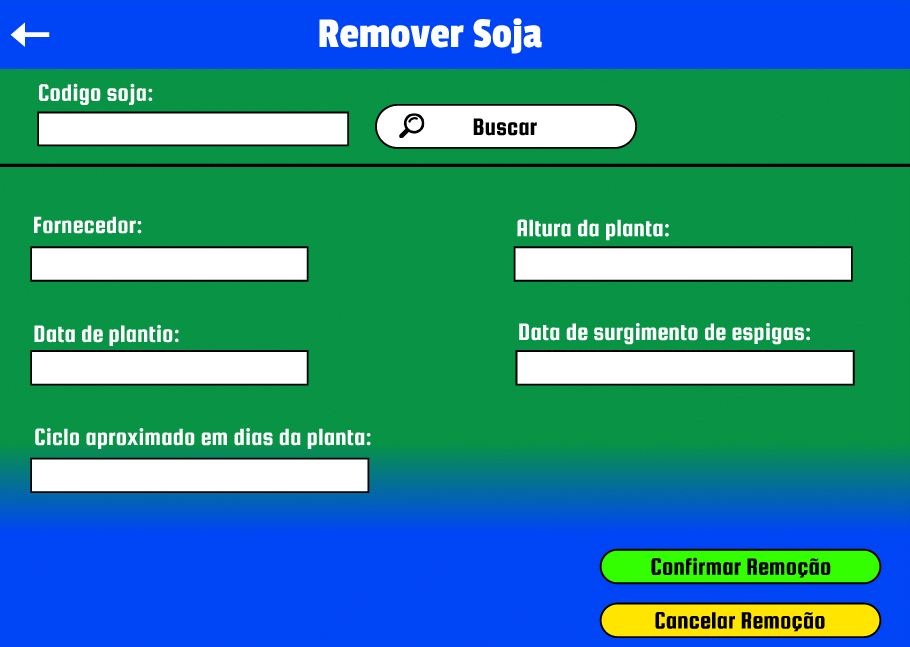 Remover Soja
Codigo soja:
Buscar
Fornecedor:
Altura da planta:
Data de plantio:
Data de surgimento de espigas:
Ciclo aproximado em dias da planta:
Confirmar Remoção
Cancelar Remoção